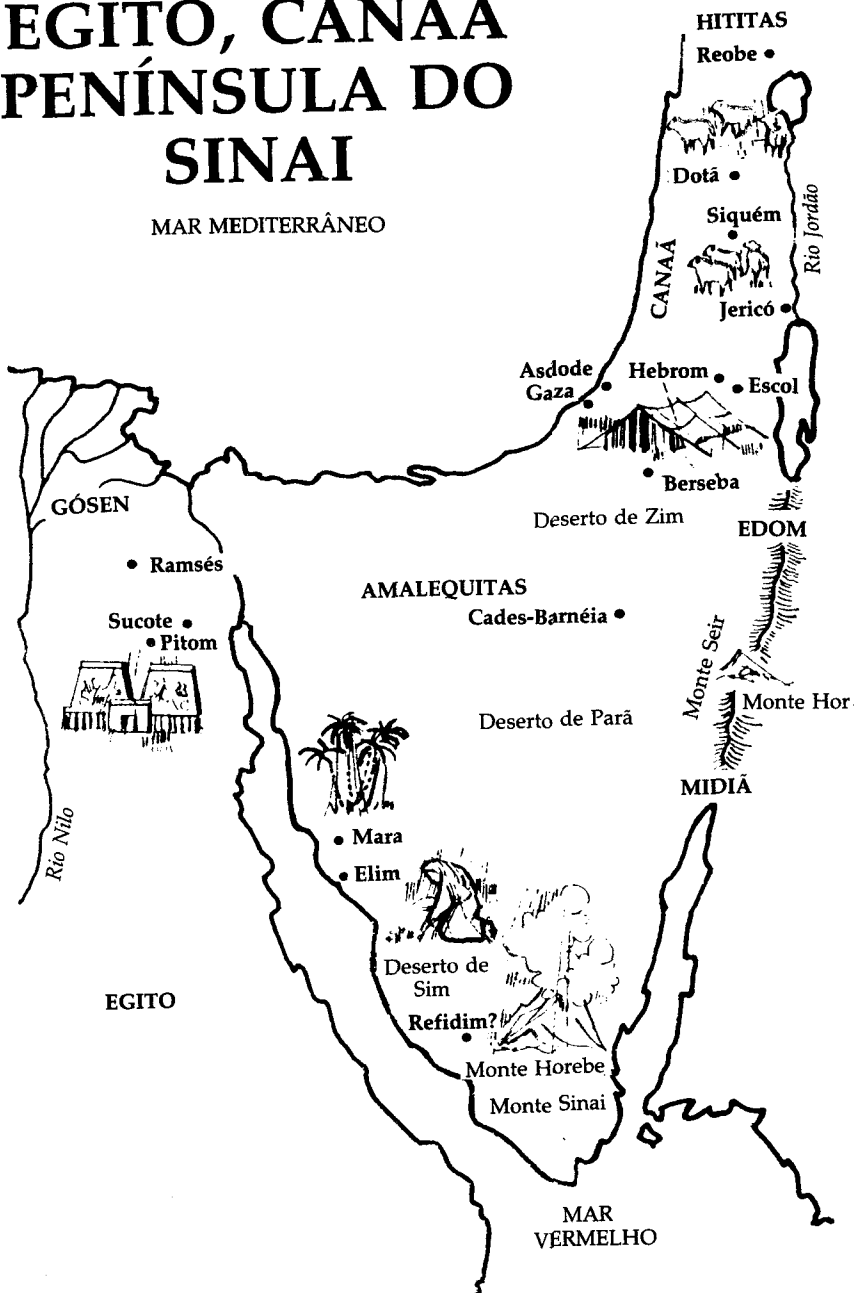 EGITO, CANAÃ
PENÍNSULA DO
SINAI
MAR MEDITERRÂNEO
HITITAS
Reobe
Dotã
Siquém
Rio Jordão
CANAÃ
Jericó
Asdode
Hebrom
Gaza
Escol
Berseba
GÓSEN
Deserto de Zim
EDOM
Ramsés
AMALEQUITAS
Cades-Barnéia
Sucote
Pitom
Monte Seir
Monte Hor
Deserto de Parã
MIDIÃ
Mara
Rio Nilo
Elim
Deserto de
Sim
EGITO
Refidim?
Monte Horebe
Monte Sinai
MAR
VERMELHO